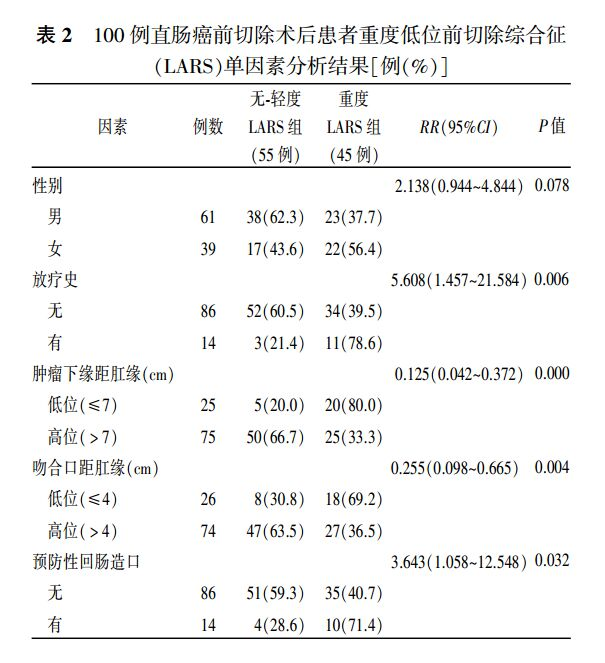 表 2 100 例直肠癌前切除术后患者重度低位前切除综合征
(LARS)单因素分析结果[例(%)]
因素 例数 无-轻度 LARS 组 (55 例) 重度 LARS 组 (45 例) RR(95%CI) P 值
性别 2.138(0.944~4.844) 0.078
男 61 38(62.3) 23(37.7)
女 39 17(43.6) 22(56.4)
放疗史 5.608(1.457~21.584) 0.006
无 86 52(60.5) 34(39.5)
有 14 3(21.4) 11(78.6)
肿瘤下缘距肛缘(cm) 0.125(0.042~0.372) 0.000
低位(≤7) 25 5(20.0) 20(80.0)
高位(>7) 75 50(66.7) 25(33.3)
吻合口距肛缘(cm) 0.255(0.098~0.665) 0.004
低位(≤4) 26 8(30.8) 18(69.2)
高位(>4) 74 47(63.5) 27(36.5)
预防性回肠造口 3.643(1.058~12.548) 0.032
无 86 51(59.3) 35(40.7)
有 14 4(28.6) 10(71.4)